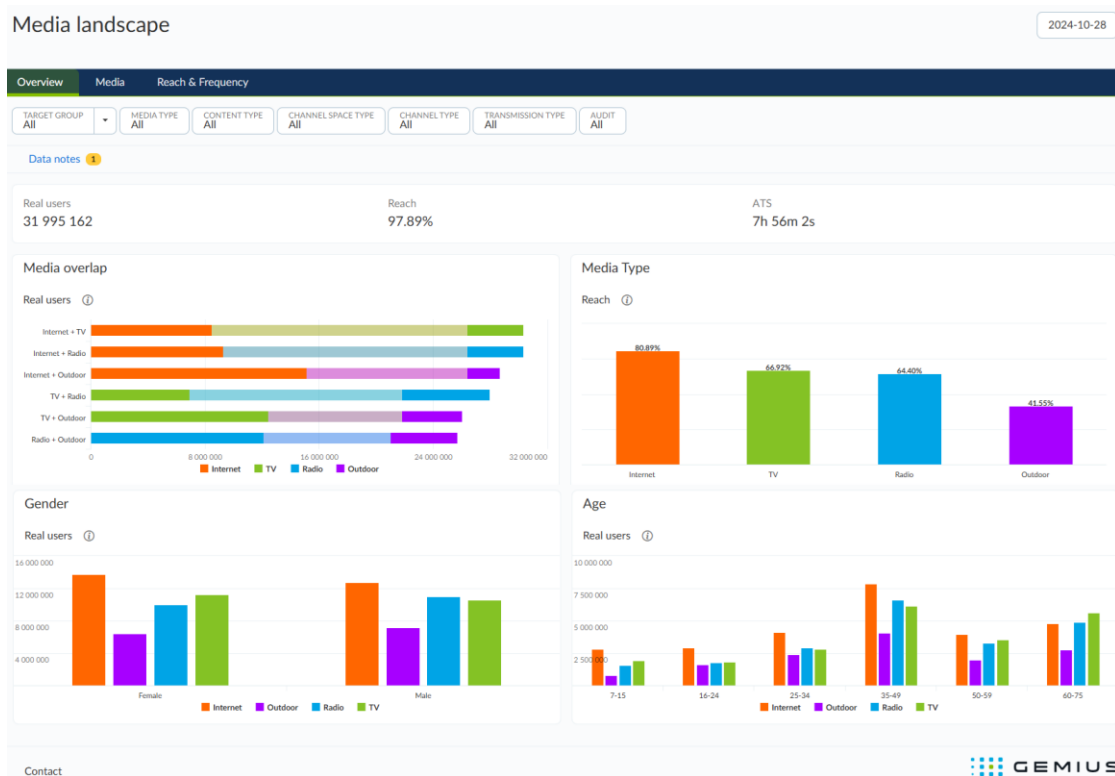 Media landscape
2024-10-28
Overview Media Reach & Frequency
TARGET GROUP All
MEDIA TYPE All
CONTENT TYPE All
CHANNEL SPACE TYPE All
CHANNEL TYPE All
TRANSMISSION TYPE All
AUDIT All
Data notes 1
Real users Reach ATS
31 995 162 97.89% 7h 56m 2s
Media overlap
Real users
Internet + TV
Internet + Radio
Internet + Outdoor
TV + Radio
TV + Outdoor
Radio + Outdoor
0 8 000 000 16 000 000 24 000 000 32 000 000
Internet TV Radio Outdoor
Media Type
Reach
80.89% 66.92% 64.40% 41.55%
Internet TV Radio Outdoor
Gender
Real users
16 000 000
12 000 000
8 000 000
4 000 000
Female Male
Internet Outdoor Radio TV
Age
Real users
10 000 000
7 500 000
5 000 000
2 500 000
7-15 16-24 25-34 35-49 50-59 60-75
Internet Outdoor Radio TV
Contact
GEMIUS